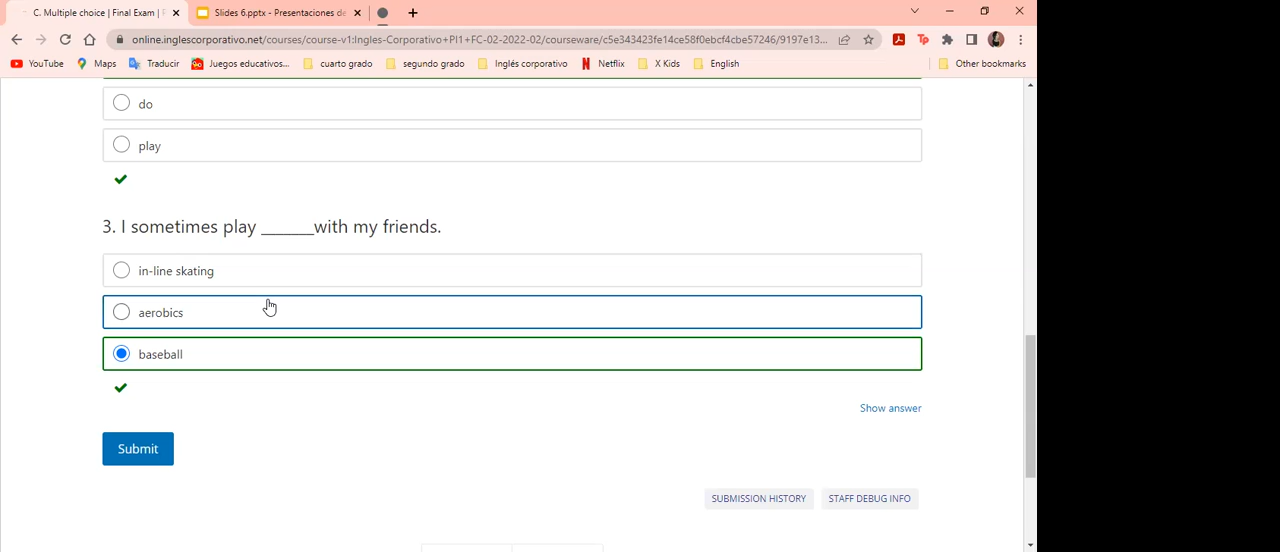 C. Multiple choice | Final Exam | F
Slides 6.pptx - Presentaciones de
online.inglescorporativo.net/courses/course-v1:Ingles-Corporativo+PI1+FC-02-2022-02/courseware/c5e343423fe14ce58f0ebcf4cbe57246/9197e13...
YouTube Maps Traducir Juegos educativos... cuarto grado segundo grado Inglés corporativo Netflix X Kids English Other bookmarks
do
play
3. I sometimes play ______with my friends.
in-line skating
aerobics
baseball
Show answer
Submit
SUBMISSION HISTORY STAFF DEBUG INFO